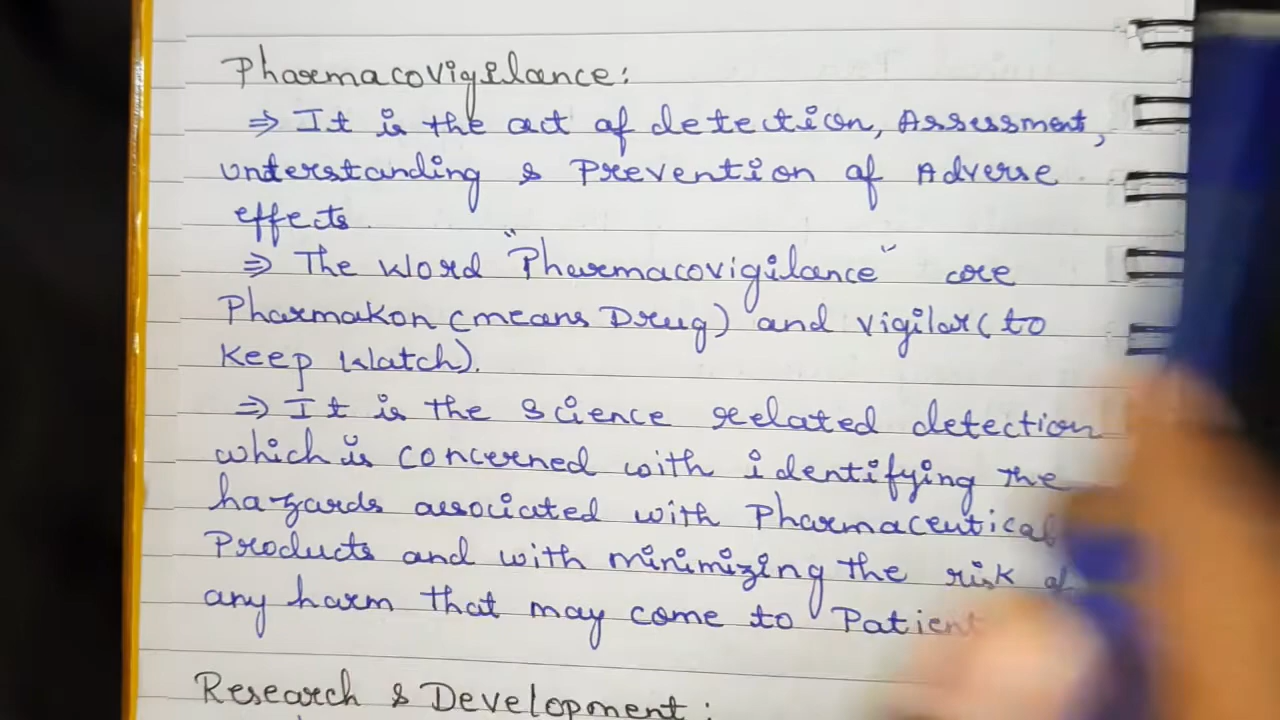 Pharmacovigilance:
⇒ It is the act of detection, Assessment,
understanding & Prevention of Adverse
effects.
⇒ The word "Pharmacovigilance" core
Pharmakon (means Drug) and vigilar (to
Keep Watch).
⇒ It is the science related detection
which is concerned with identifying the
hazards associated with Pharmaceutical
Products and with minimizing the risk of
any harm that may come to Patient
Research & Development: